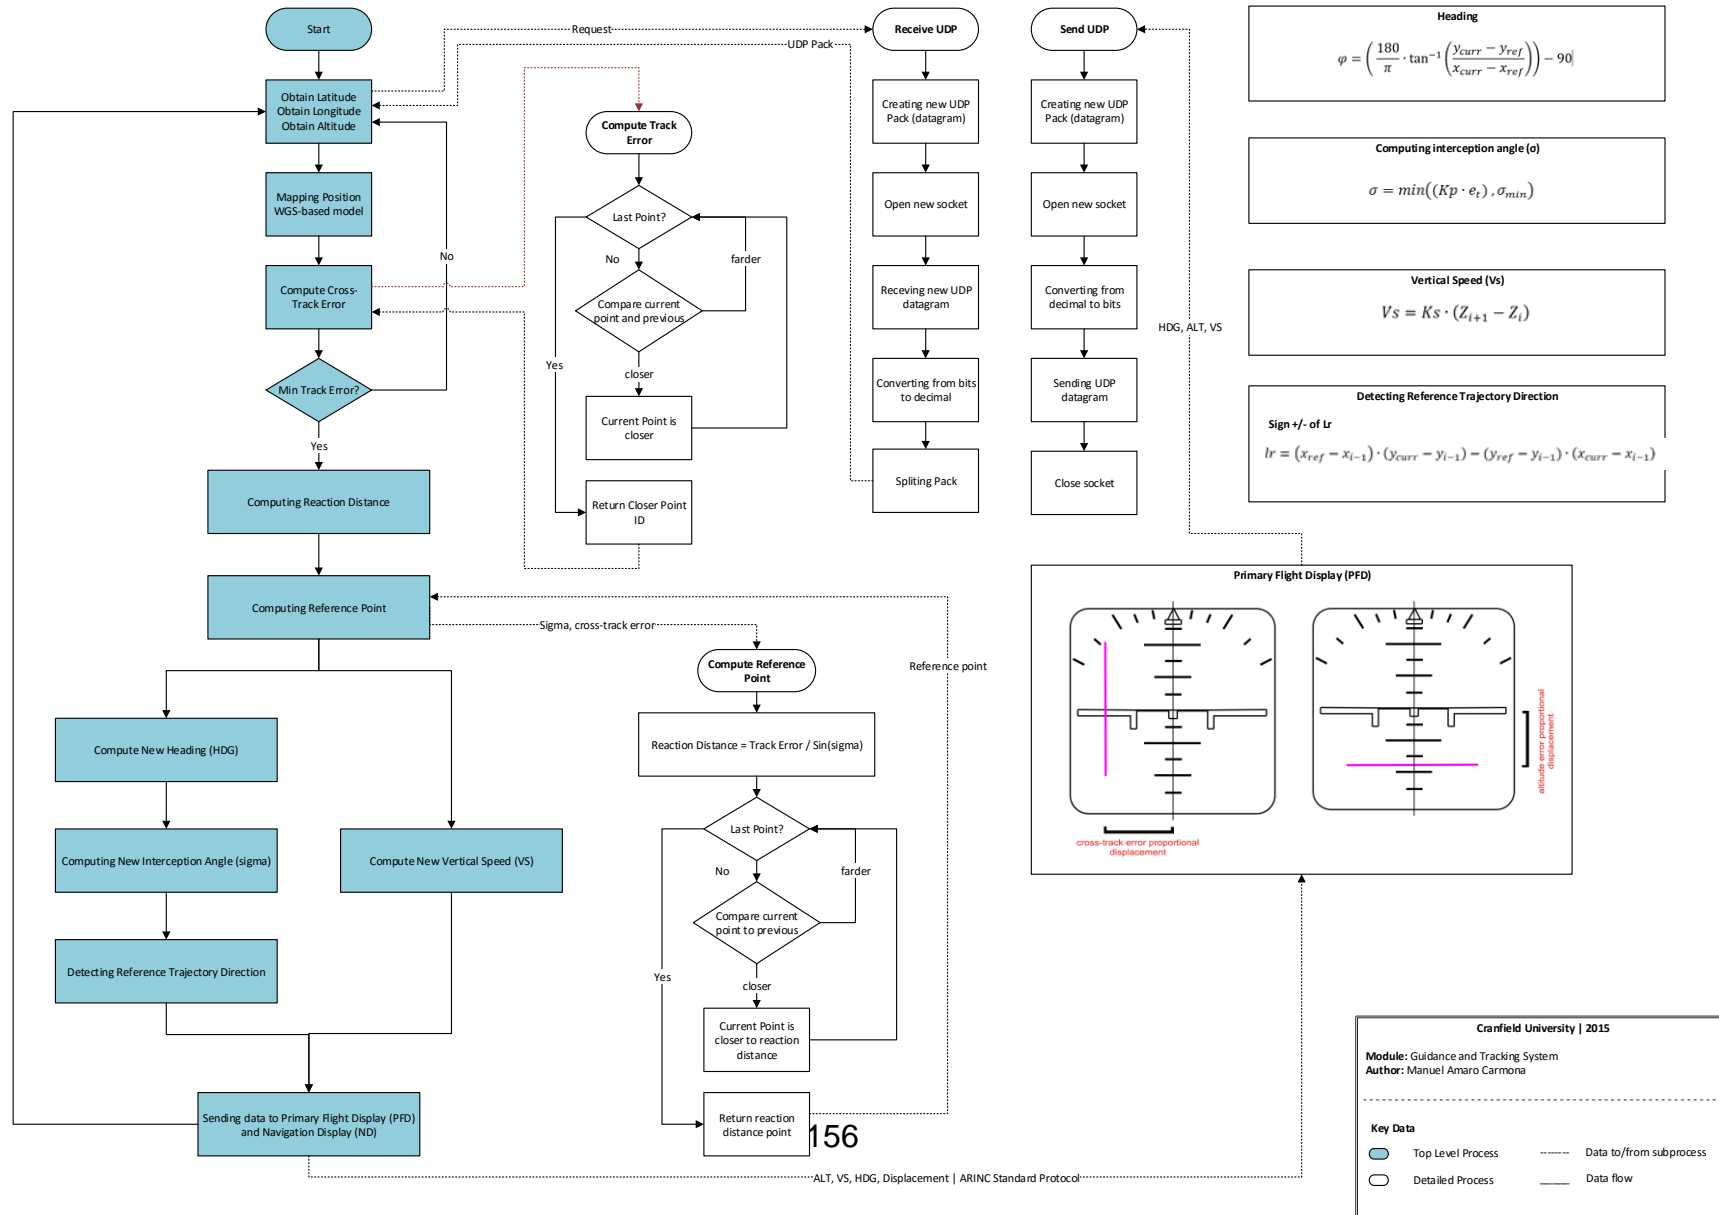 Start
Obtain Latitude
Obtain Longitude
Obtain Altitude
Mapping Position
WGS-based model
Compute Cross-
Track Error
Min Track Error?
No
Yes
Computing Reaction Distance
Computing Reference Point
Compute New Heading (HDG)
Computing New Interception Angle (sigma)
Detecting Reference Trajectory Direction
Compute New Vertical Speed (VS)
Sending data to Primary Flight Display (PFD)
and Navigation Display (ND)
Request
UDP Pack
Compute Track
Error
Last Point?
No
farder
Compare current
point and previous
Yes
closer
Current Point is
closer
Return Closer Point
ID
Receive UDP
Creating new UDP
Pack (datagram)
Open new socket
Receving new UDP
datagram
Converting from bits
to decimal
Spliting Pack
Send UDP
Creating new UDP
Pack (datagram)
Open new socket
Converting from
decimal to bits
Sending UDP
datagram
Close socket
HDG, ALT, VS
Sigma, cross-track error
Reference point
Compute Reference
Point
Reaction Distance = Track Error / Sin(sigma)
Last Point?
No
farder
Compare current
point to previous
Yes
closer
Current Point is
closer to reaction
distance
Return reaction
distance point
156
ALT, VS, HDG, Displacement | ARINC Standard Protocol
Heading
φ = (180/π · tan⁻¹((y_curr − y_ref)/(x_curr − x_ref))) − 90
Computing interception angle (σ)
σ = min((Kp · e_t) , σ_min)
Vertical Speed (Vs)
Vs = Ks · (Z_{i+1} − Z_i)
Detecting Reference Trajectory Direction
Sign +/- of Lr
lr = (x_ref − x_{i−1}) · (y_curr − y_{i−1}) − (y_ref − y_{i−1}) · (x_curr − x_{i−1})
Primary Flight Display (PFD)
cross-track error proportional
displacement
altitude error proportional
displacement
Cranfield University | 2015
Module: Guidance and Tracking System
Author: Manuel Amaro Carmona
Key Data
Top Level Process
Data to/from subprocess
Detailed Process
Data flow